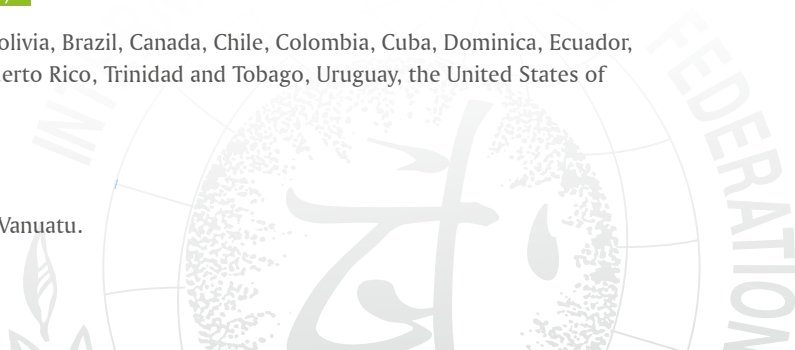 olivia, Brazil, Canada, Chile, Colombia, Cuba, Dominica, Ecuador,
erto Rico, Trinidad and Tobago, Uruguay, the United States of
Vanuatu.
FEDERATION